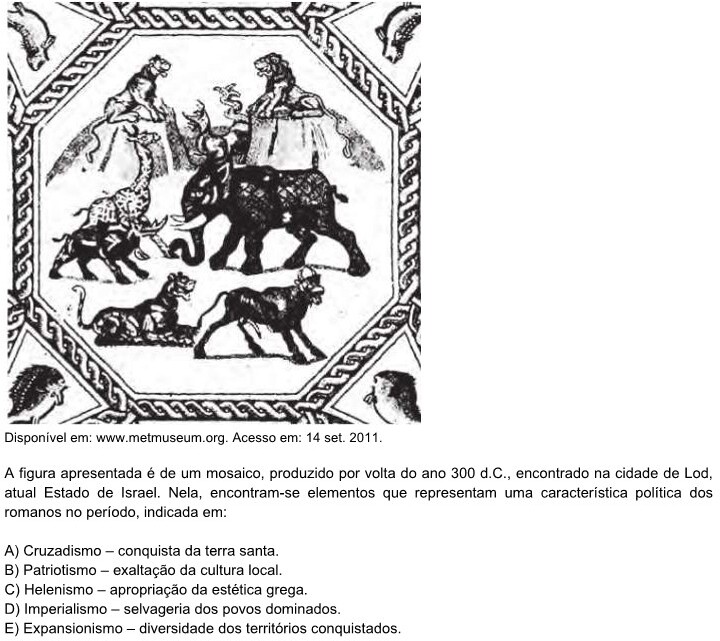 Disponível em: www.metmuseum.org. Acesso em: 14 set. 2011.
A figura apresentada é de um mosaico, produzido por volta do ano 300 d.C., encontrado na cidade de Lod,
atual Estado de Israel. Nela, encontram-se elementos que representam uma característica política dos
romanos no período, indicada em:
A) Cruzadismo – conquista da terra santa.
B) Patriotismo – exaltação da cultura local.
C) Helenismo – apropriação da estética grega.
D) Imperialismo – selvageria dos povos dominados.
E) Expansionismo – diversidade dos territórios conquistados.